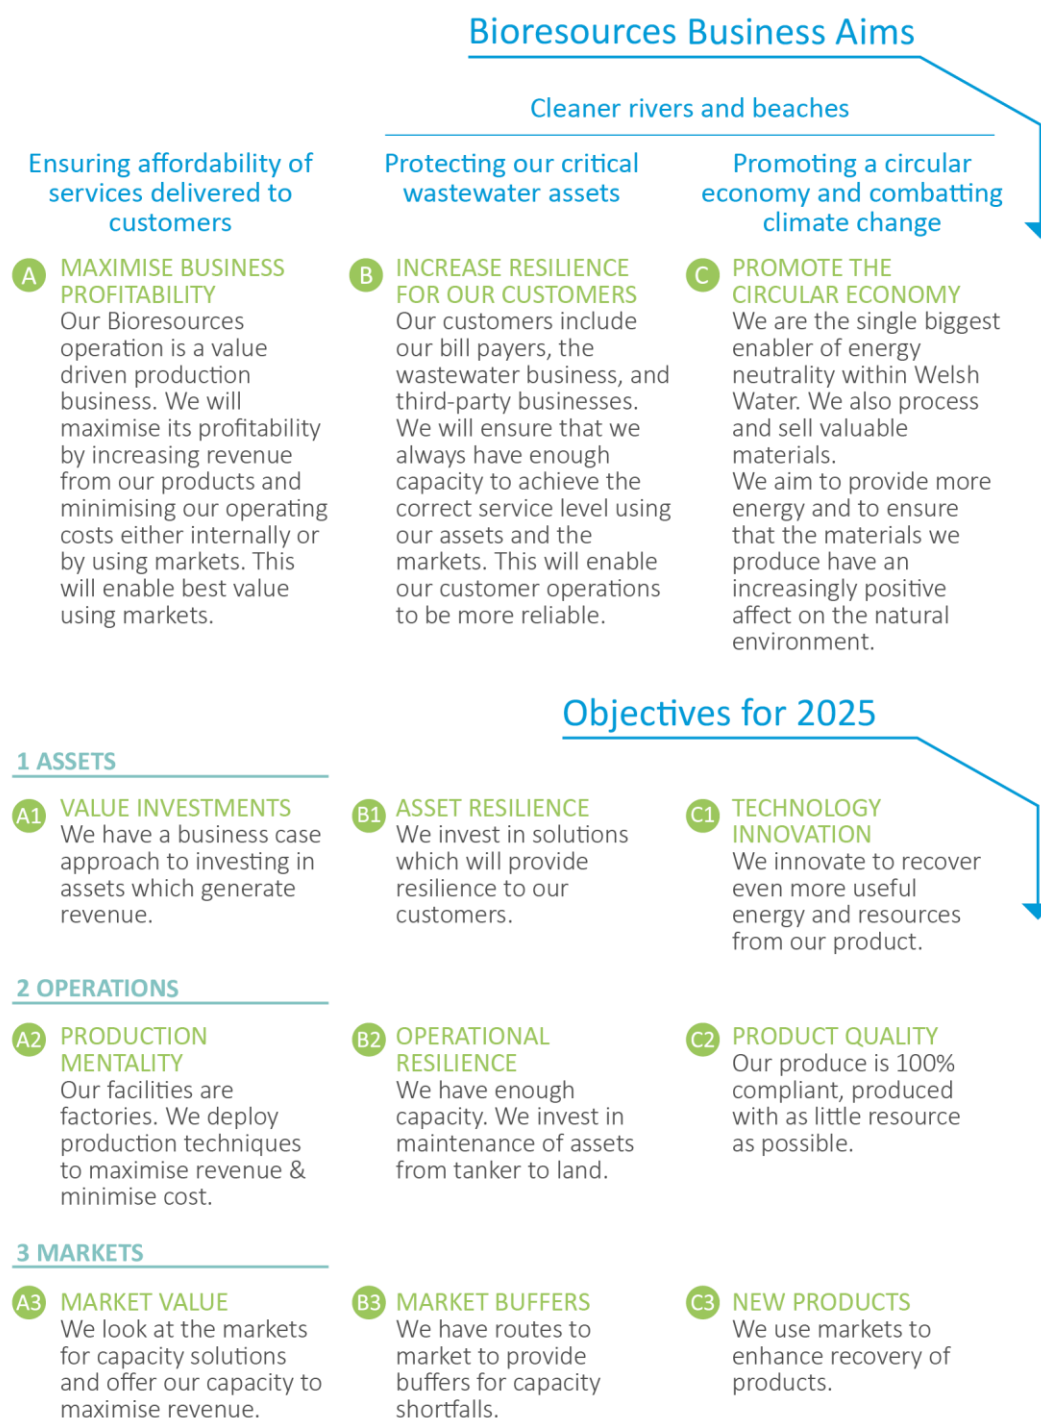 Bioresources Business Aims
Cleaner rivers and beaches
Ensuring affordability of
services delivered to
customers
Protecting our critical
wastewater assets
Promoting a circular
economy and combatting
climate change
A MAXIMISE BUSINESS
PROFITABILITY
Our Bioresources
operation is a value
driven production
business. We will
maximise its profitability
by increasing revenue
from our products and
minimising our operating
costs either internally or
by using markets. This
will enable best value
using markets.
B INCREASE RESILIENCE
FOR OUR CUSTOMERS
Our customers include
our bill payers, the
wastewater business, and
third-party businesses.
We will ensure that we
always have enough
capacity to achieve the
correct service level using
our assets and the
markets. This will enable
our customer operations
to be more reliable.
C PROMOTE THE
CIRCULAR ECONOMY
We are the single biggest
enabler of energy
neutrality within Welsh
Water. We also process
and sell valuable
materials.
We aim to provide more
energy and to ensure
that the materials we
produce have an
increasingly positive
affect on the natural
environment.
Objectives for 2025
1 ASSETS
A1 VALUE INVESTMENTS
We have a business case
approach to investing in
assets which generate
revenue.
B1 ASSET RESILIENCE
We invest in solutions
which will provide
resilience to our
customers.
C1 TECHNOLOGY
INNOVATION
We innovate to recover
even more useful
energy and resources
from our product.
2 OPERATIONS
A2 PRODUCTION
MENTALITY
Our facilities are
factories. We deploy
production techniques
to maximise revenue &
minimise cost.
B2 OPERATIONAL
RESILIENCE
We have enough
capacity. We invest in
maintenance of assets
from tanker to land.
C2 PRODUCT QUALITY
Our produce is 100%
compliant, produced
with as little resource
as possible.
3 MARKETS
A3 MARKET VALUE
We look at the markets
for capacity solutions
and offer our capacity to
maximise revenue.
B3 MARKET BUFFERS
We have routes to
market to provide
buffers for capacity
shortfalls.
C3 NEW PRODUCTS
We use markets to
enhance recovery of
products.